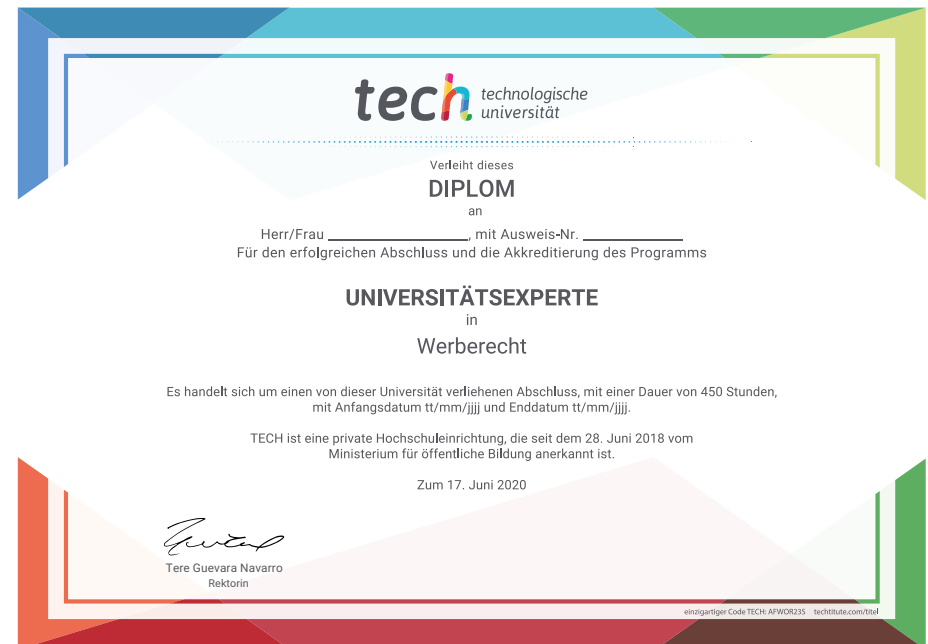 tech technologische
universität
Verleiht dieses
DIPLOM
an
Herr/Frau ____________________, mit Ausweis-Nr. ______________
Für den erfolgreichen Abschluss und die Akkreditierung des Programms
UNIVERSITÄTSEXPERTE
in
Werberecht
Es handelt sich um einen von dieser Universität verliehenen Abschluss, mit einer Dauer von 450 Stunden,
mit Anfangsdatum tt/mm/jjjj und Enddatum tt/mm/jjjj.
TECH ist eine private Hochschuleinrichtung, die seit dem 28. Juni 2018 vom
Ministerium für öffentliche Bildung anerkannt ist.
Zum 17. Juni 2020
Tere Guevara Navarro
Rektorin
einzigartiger Code TECH: AFWOR23S techtitute.com/titel